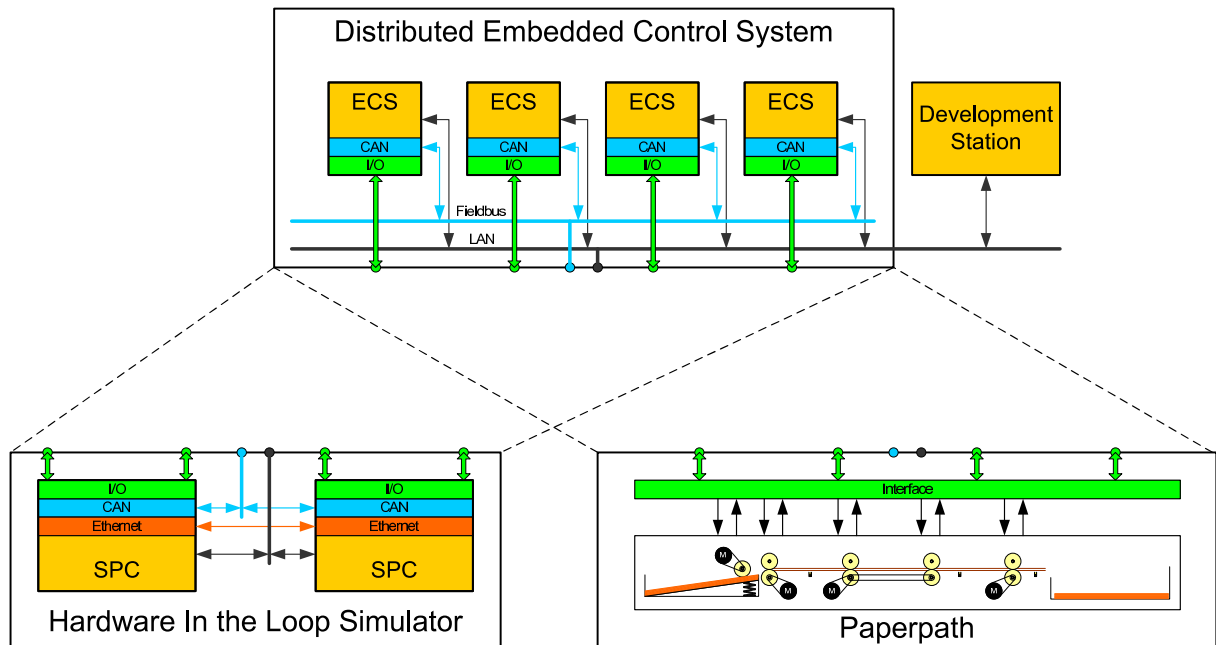 Distributed Embedded Control System
ECS
CAN
I/O
ECS
CAN
I/O
ECS
CAN
I/O
ECS
CAN
I/O
Development
Station
Fieldbus
LAN
I/O
CAN
Ethernet
SPC
I/O
CAN
Ethernet
SPC
Hardware In the Loop Simulator
Interface
M
M
M
M
Paperpath